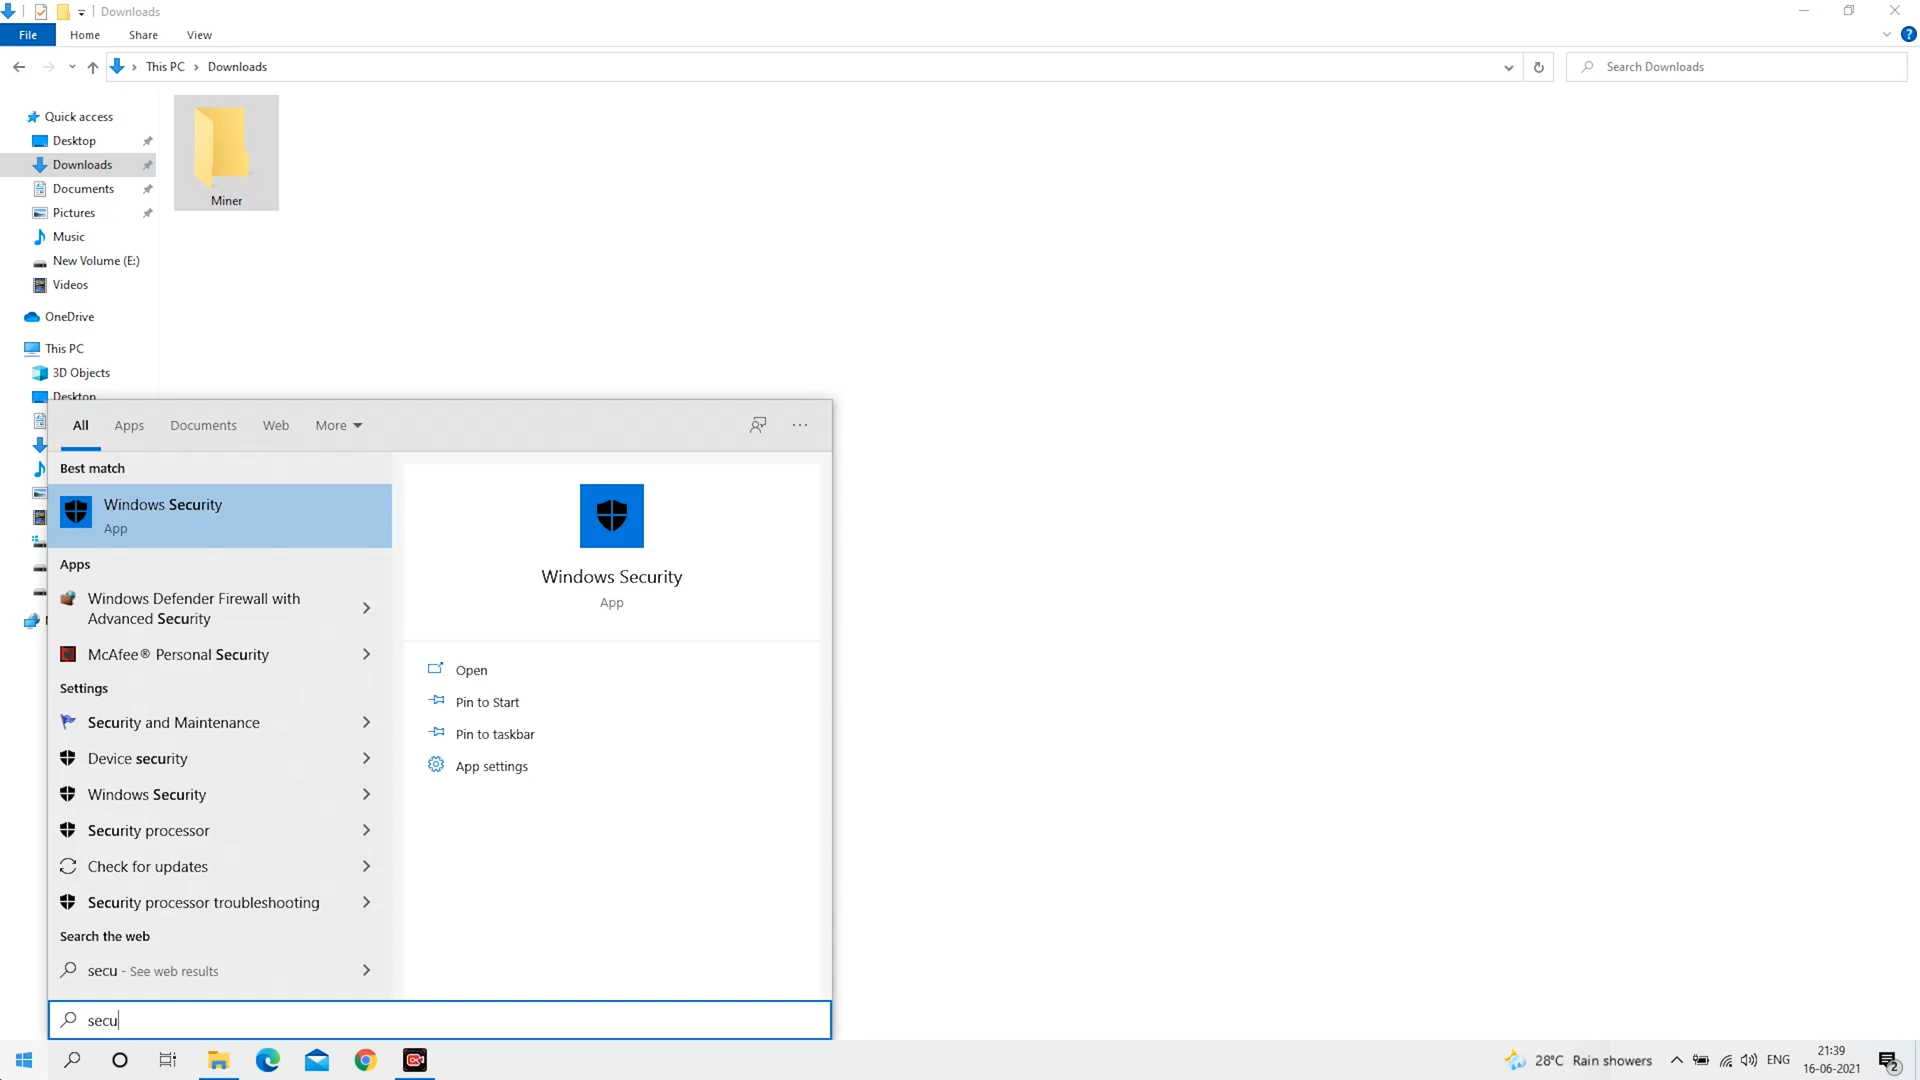 Downloads
File Home Share View
This PC Downloads
Search Downloads
Miner
Quick access
Desktop
Downloads
Documents
Pictures
Music
New Volume (E:)
Videos
OneDrive
This PC
3D Objects
Desktop
All Apps Documents Web More
Best match
Windows Security
App
Apps
Windows Defender Firewall with
Advanced Security
McAfee® Personal Security
Settings
Security and Maintenance
Device security
Windows Security
Security processor
Check for updates
Security processor troubleshooting
Search the web
secu - See web results
secu
Windows Security
App
Open
Pin to Start
Pin to taskbar
App settings
28°C Rain showers
ENG
21:39
16-06-2021
2